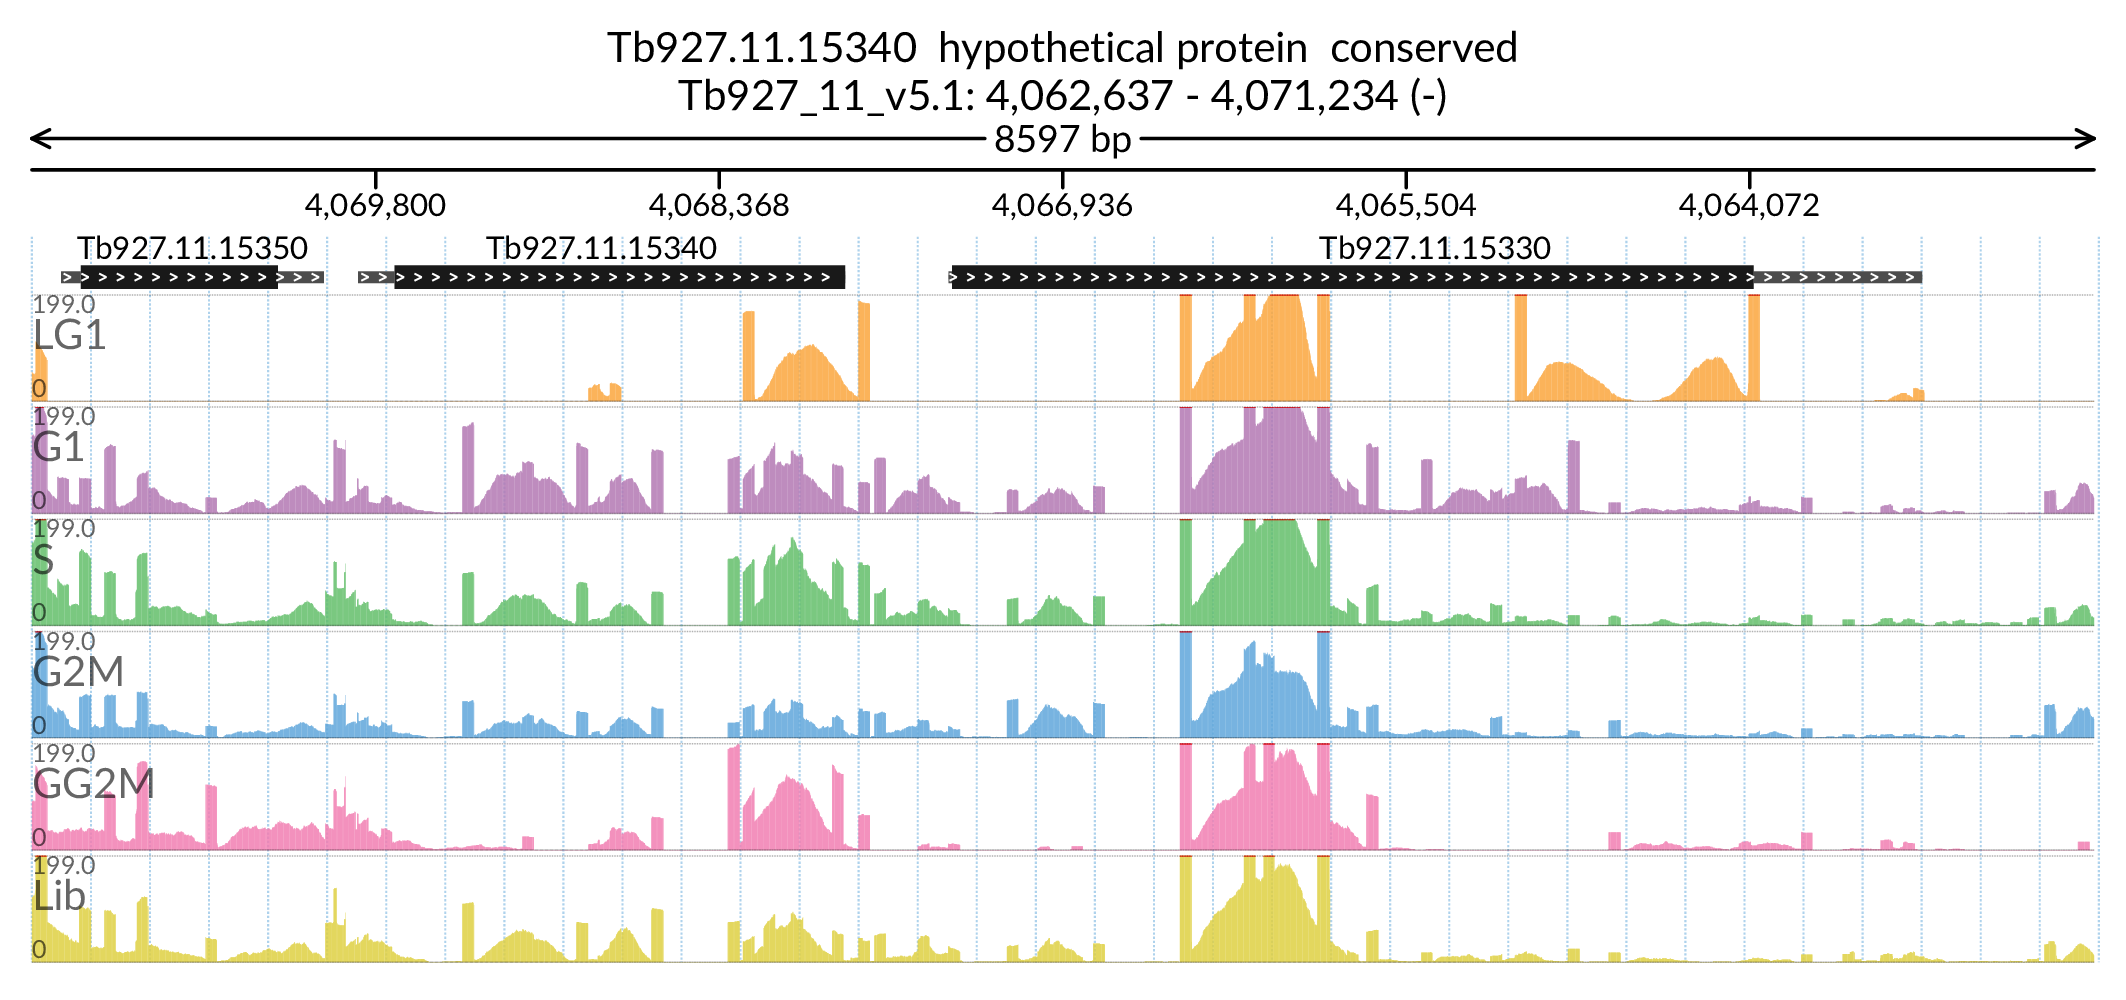 Tb927.11.15340  hypothetical protein  conserved
Tb927_11_v5.1: 4,062,637 - 4,071,234 (-)
8597 bp
4,069,800 4,068,368 4,066,936 4,065,504 4,064,072
Tb927.11.15350 Tb927.11.15340 Tb927.11.15330
199.0
LG1
0
199.0
G1
0
199.0
S
0
199.0
G2M
0
199.0
GG2M
0
199.0
Lib
0